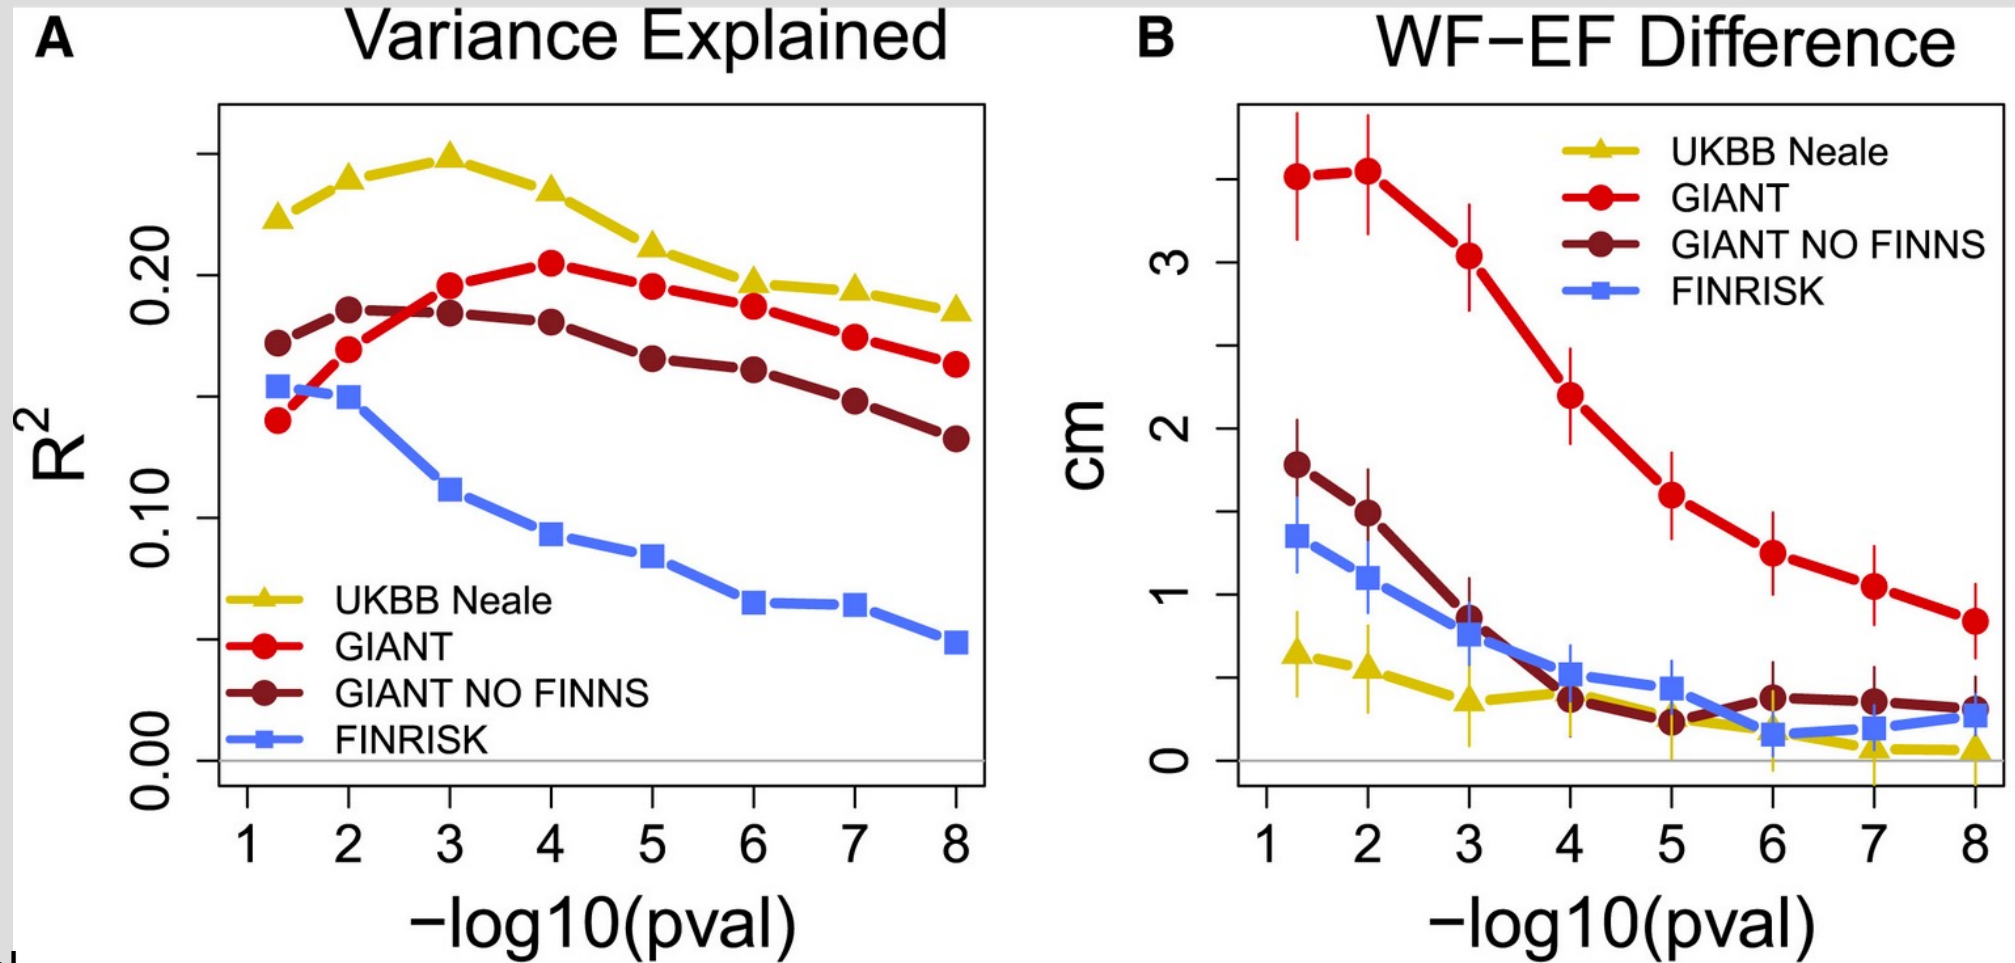 A
Variance Explained
R2
0.00
0.10
0.20
UKBB Neale
GIANT
GIANT NO FINNS
FINRISK
1 2 3 4 5 6 7 8
−log10(pval)
B
WF−EF Difference
cm
0
1
2
3
UKBB Neale
GIANT
GIANT NO FINNS
FINRISK
1 2 3 4 5 6 7 8
−log10(pval)